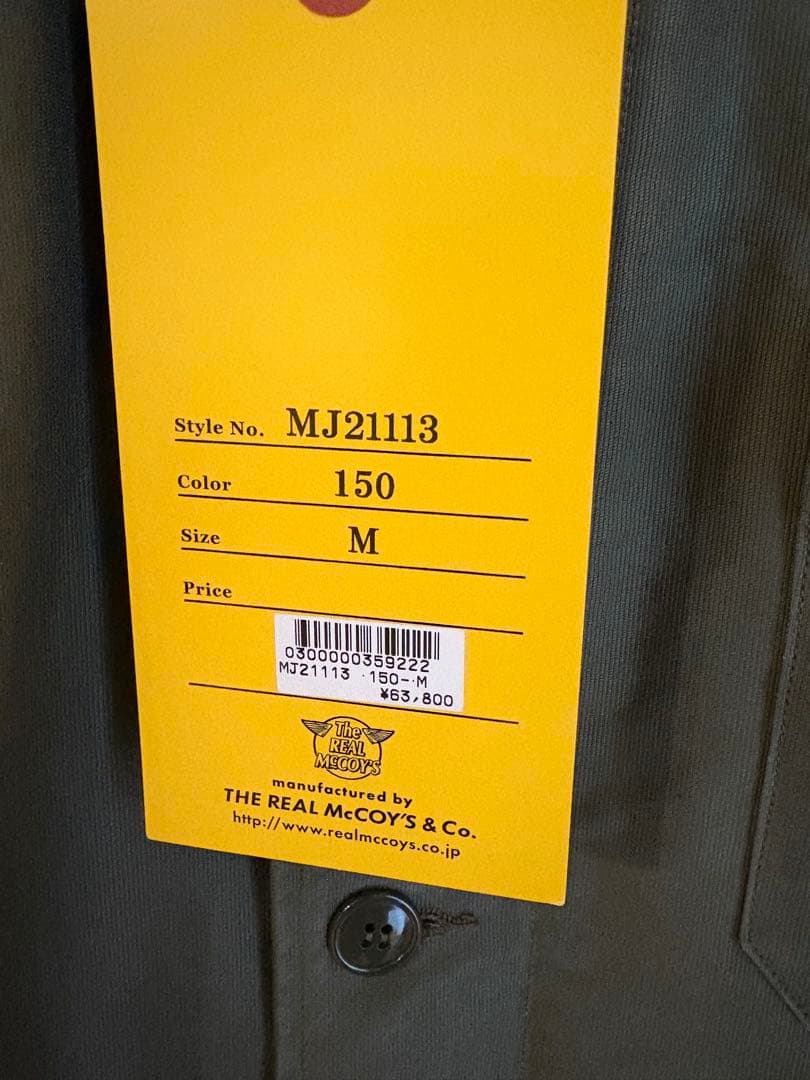 Style No. MJ21113
Color 150
Size M
Price
0300000359222
MJ21113 ·150-·M
¥63,800
The
REAL
McCOY'S
manufactured by
THE REAL McCOY'S & Co.
http://www.realmccoys.co.jp